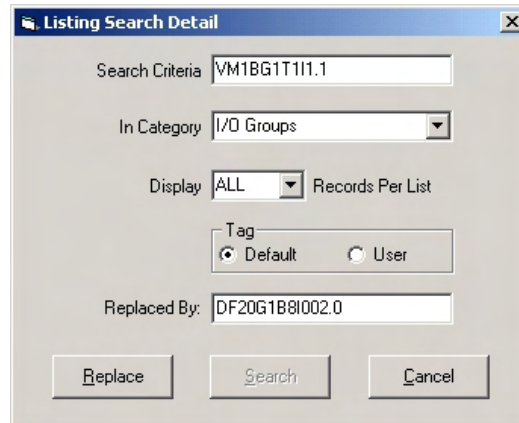 Listing Search Detail
Search Criteria VM1BG1T1I1.1
In Category I/O Groups
Display ALL Records Per List
Tag
Default User
Replaced By: DF20G1B8I002.0
Replace Search Cancel